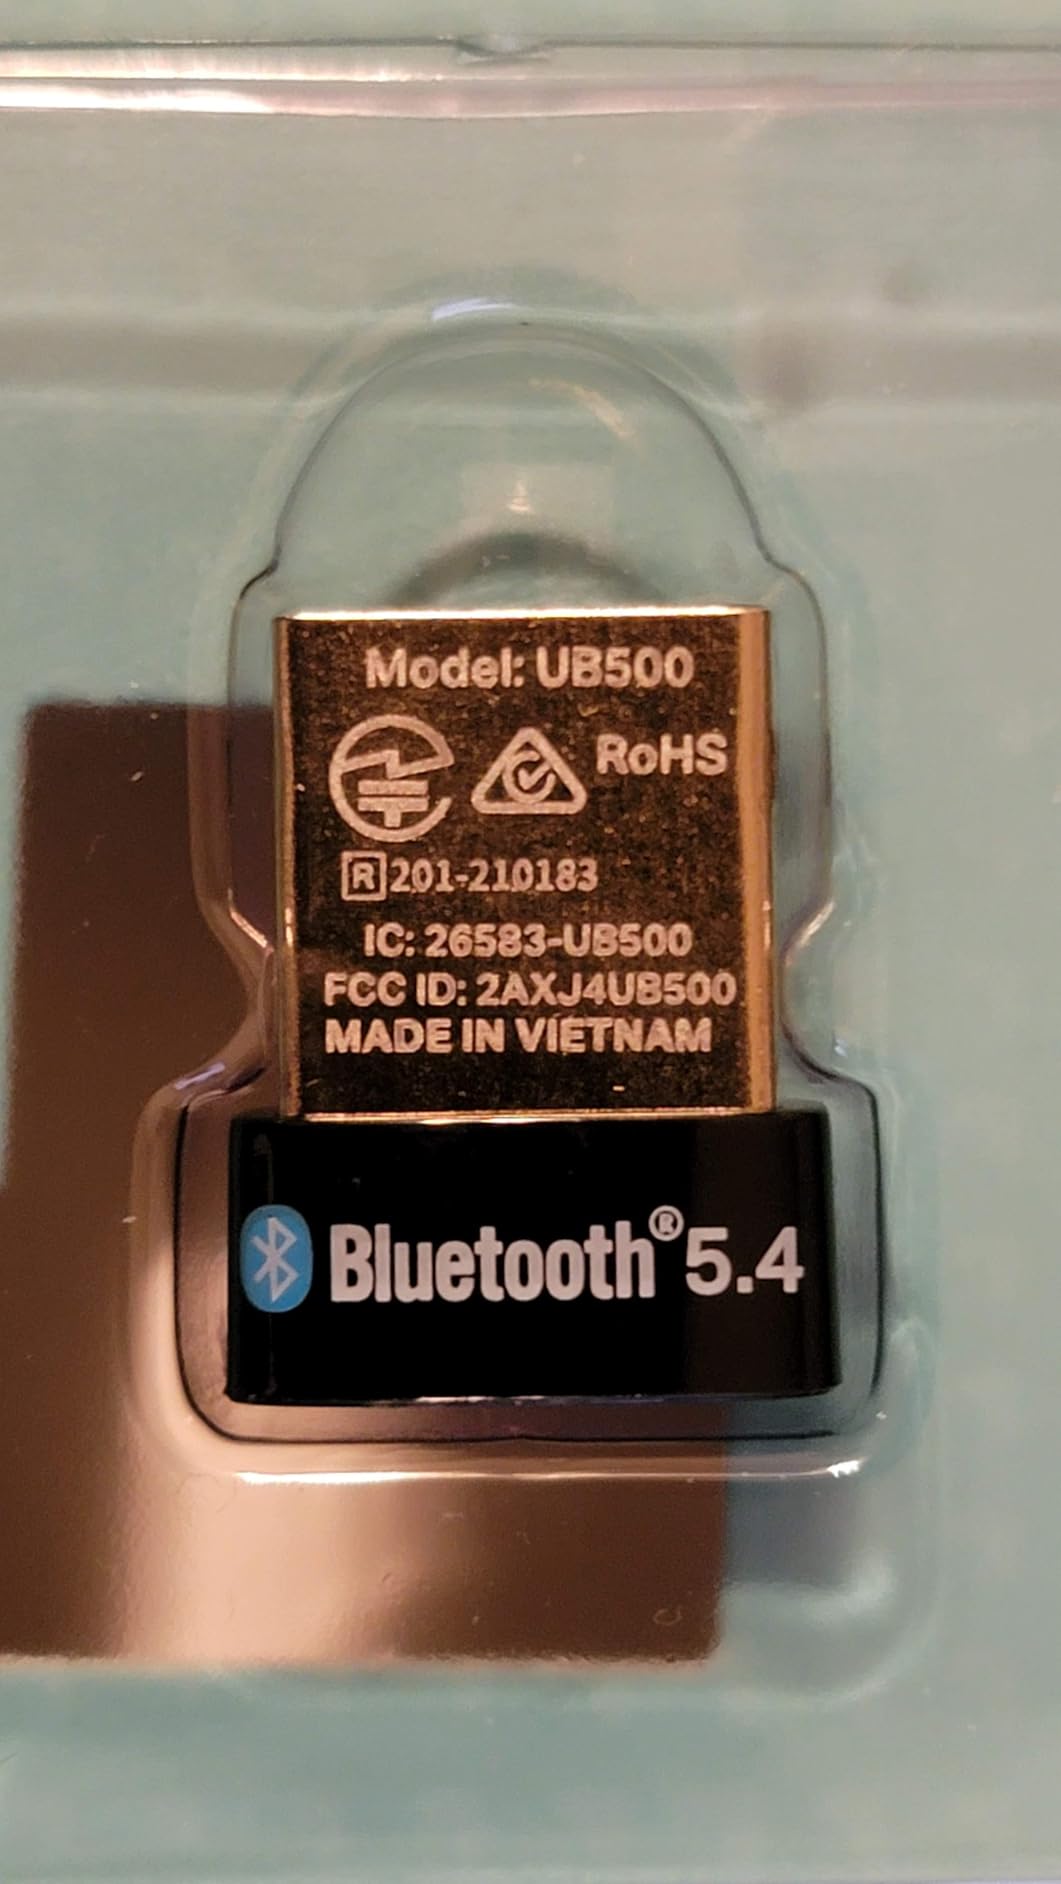 Model: UB500
RoHS
R 201-210183
IC: 26583-UB500
FCC ID: 2AXJ4UB500
MADE IN VIETNAM
Bluetooth® 5.4